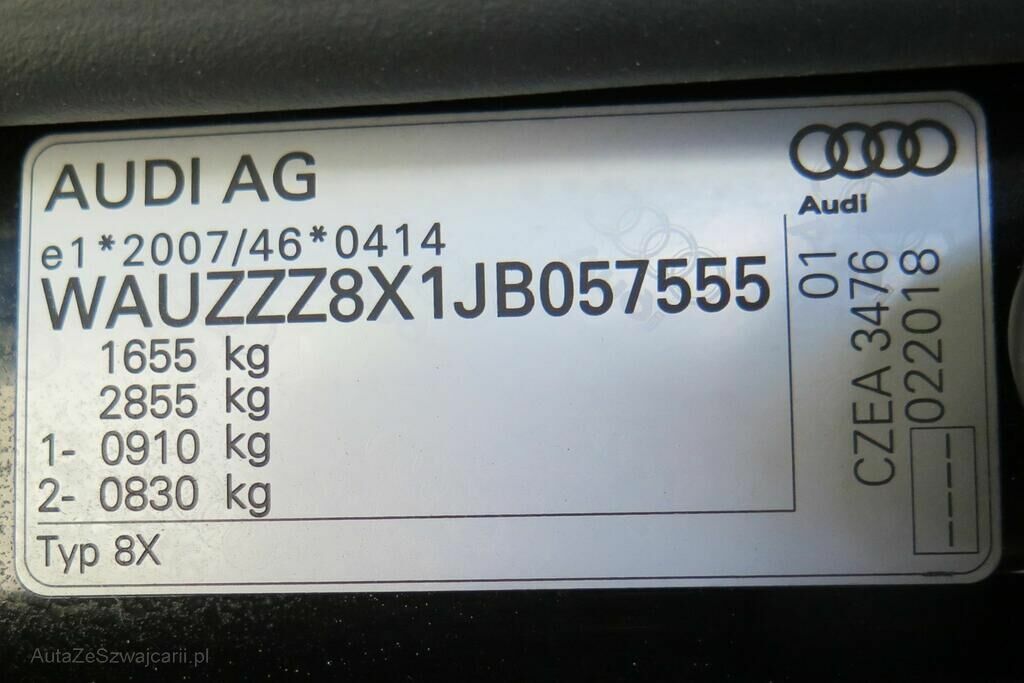 AUDI AG
e1*2007/46*0414
WAUZZZ8X1JB057555
1655 kg
2855 kg
1- 0910 kg
2- 0830 kg
Typ 8X
Audi
01
CZEA 3476
022018
-----
AutaZeSzwajcarii.pl